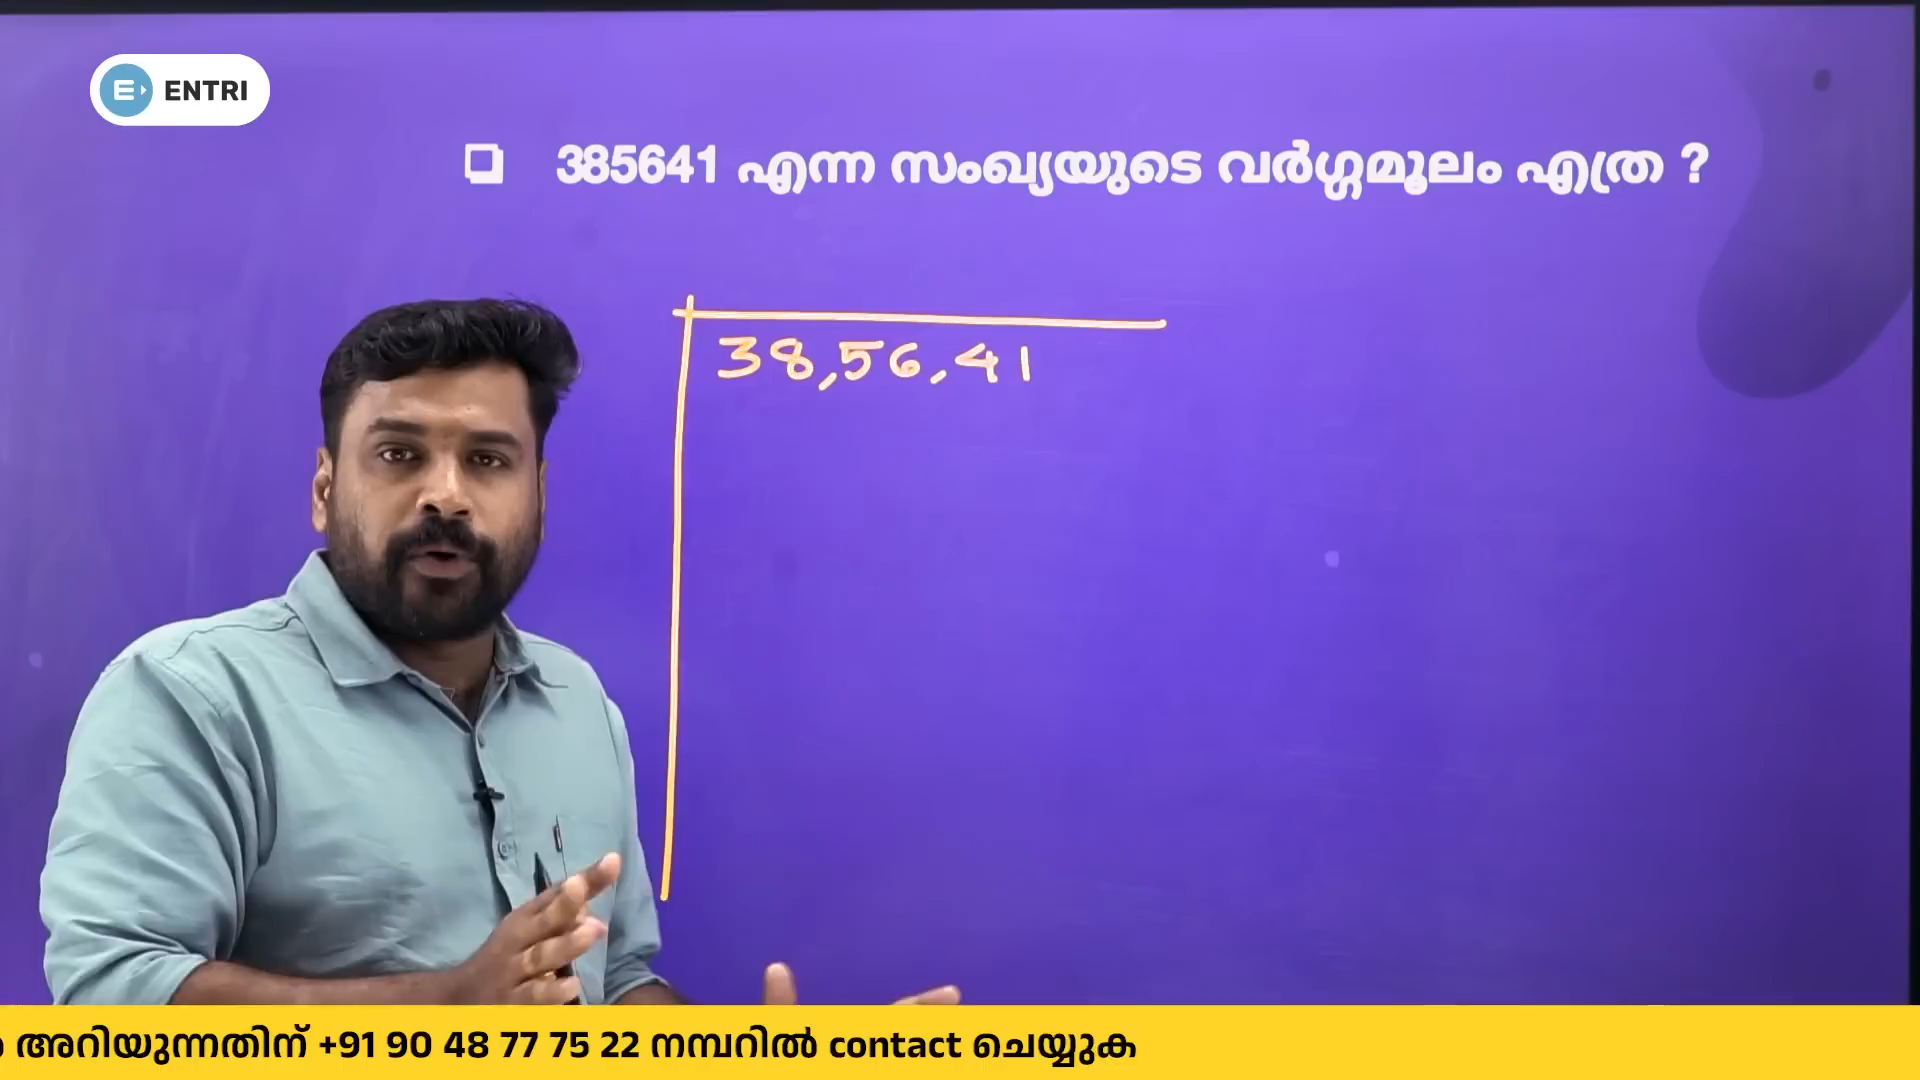 ENTRI
385641 എന്ന സംഖ്യയുടെ വർഗ്ഗമൂലം എത്ര ?
38,56,41
അറിയുന്നതിന് +91 90 48 77 75 22 നമ്പറിൽ contact ചെയ്യുക